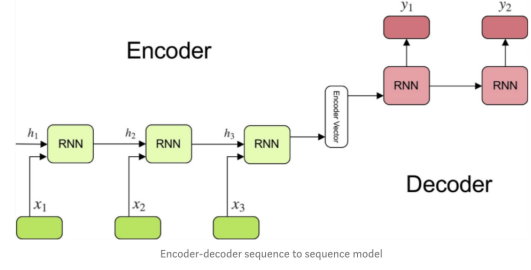 y₁ y₂
Encoder
RNN RNN
Encoder Vector
h₁ RNN h₂ RNN h₃ RNN
Decoder
x₁ x₂ x₃
Encoder-decoder sequence to sequence model